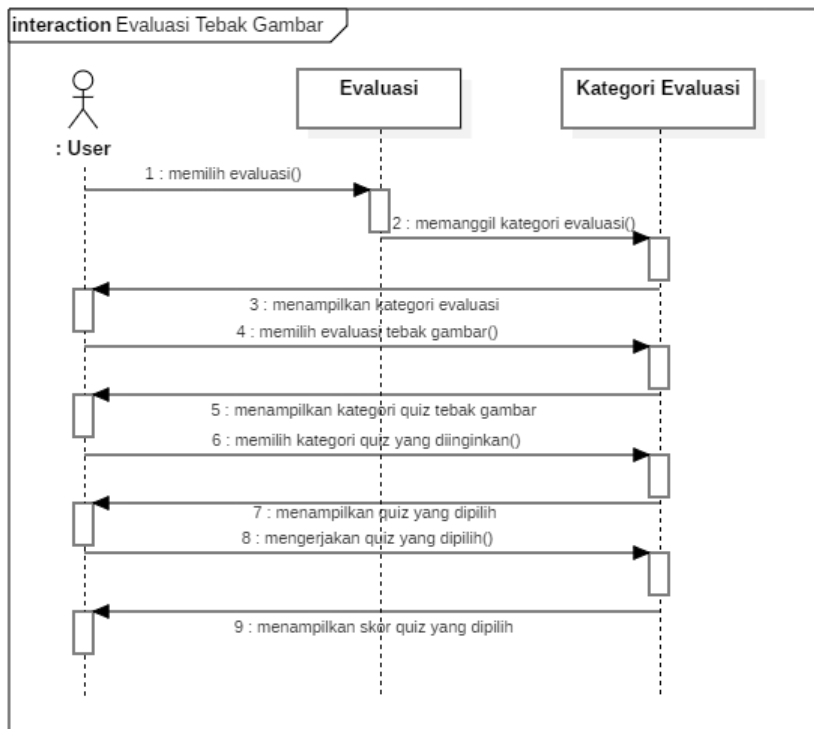 interaction Evaluasi Tebak Gambar
Evaluasi
Kategori Evaluasi
: User
1 : memilih evaluasi()
2 : memanggil kategori evaluasi()
3 : menampilkan kategori evaluasi
4 : memilih evaluasi tebak gambar()
5 : menampilkan kategori quiz tebak gambar
6 : memilih kategori quiz yang diinginkan()
7 : menampilkan quiz yang dipilih
8 : mengerjakan quiz yang dipilih()
9 : menampilkan skor quiz yang dipilih